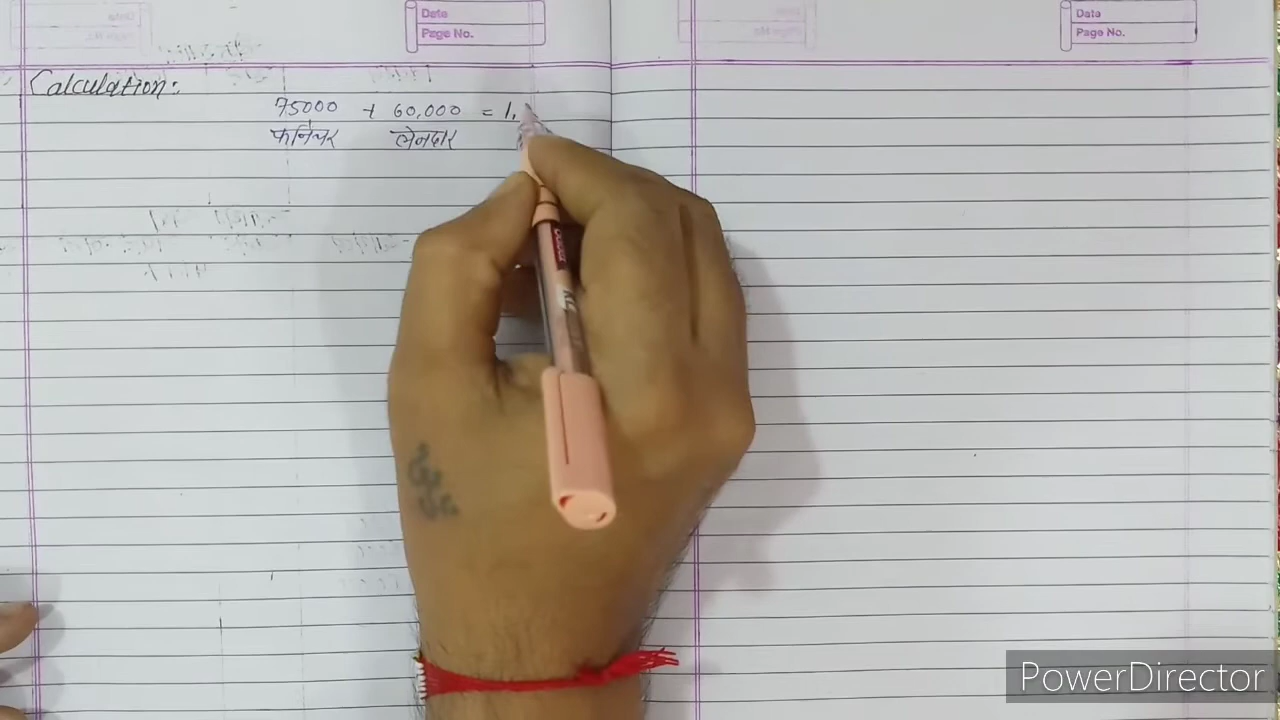 Date
Page No.
Date
Page No.
Calculation:
75000 + 60,000 = 1,
फर्निचर लेनदार
PowerDirector